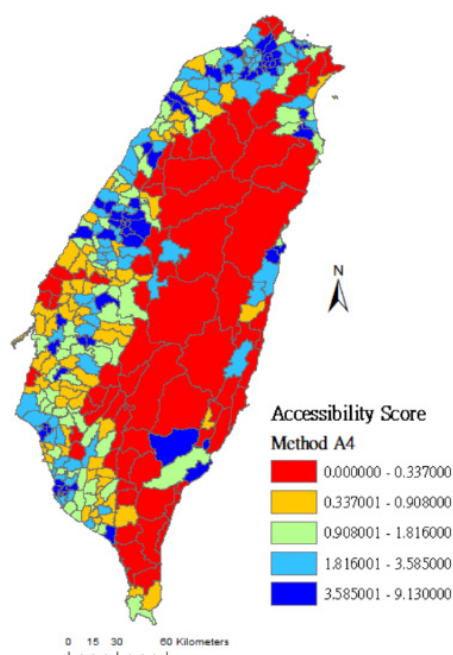 N
Accessibility Score
Method A4
0.000000 - 0.337000
0.337001 - 0.908000
0.908001 - 1.816000
1.816001 - 3.585000
3.585001 - 9.130000
0 15 30 60 Kilometers